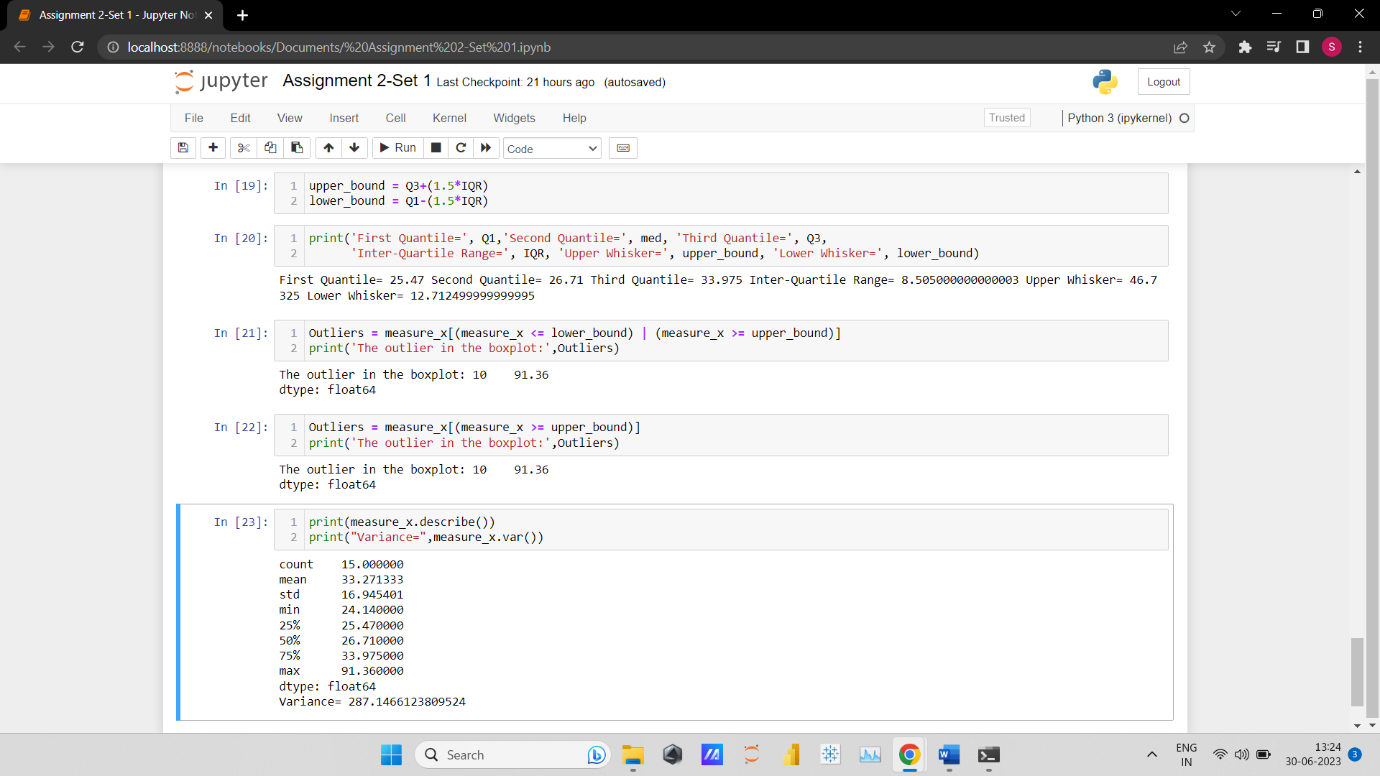 Assignment 2-Set 1 - Jupyter No
localhost:8888/notebooks/Documents/%20Assignment%202-Set%201.ipynb
S
jupyter Assignment 2-Set 1 Last Checkpoint: 21 hours ago (autosaved)
Logout
File Edit View Insert Cell Kernel Widgets Help
Trusted
Python 3 (ipykernel)
Run
Code
In [19]:
1 upper_bound = Q3+(1.5*IQR)
2 lower_bound = Q1-(1.5*IQR)
In [20]:
1 print('First Quantile=', Q1,'Second Quantile=', med, 'Third Quantile=', Q3,
2 'Inter-Quartile Range=', IQR, 'Upper Whisker=', upper_bound, 'Lower Whisker=', lower_bound)
First Quantile= 25.47 Second Quantile= 26.71 Third Quantile= 33.975 Inter-Quartile Range= 8.505000000000003 Upper Whisker= 46.7
325 Lower Whisker= 12.712499999999995
In [21]:
1 Outliers = measure_x[(measure_x <= lower_bound) | (measure_x >= upper_bound)]
2 print('The outlier in the boxplot:',Outliers)
The outlier in the boxplot: 10    91.36
dtype: float64
In [22]:
1 Outliers = measure_x[(measure_x >= upper_bound)]
2 print('The outlier in the boxplot:',Outliers)
The outlier in the boxplot: 10    91.36
dtype: float64
In [23]:
1 print(measure_x.describe())
2 print("Variance=",measure_x.var())
count    15.000000
mean     33.271333
std      16.945401
min      24.140000
25%      25.470000
50%      26.710000
75%      33.975000
max      91.360000
dtype: float64
Variance= 287.1466123809524
Search
ENG
IN
13:24
30-06-2023
3